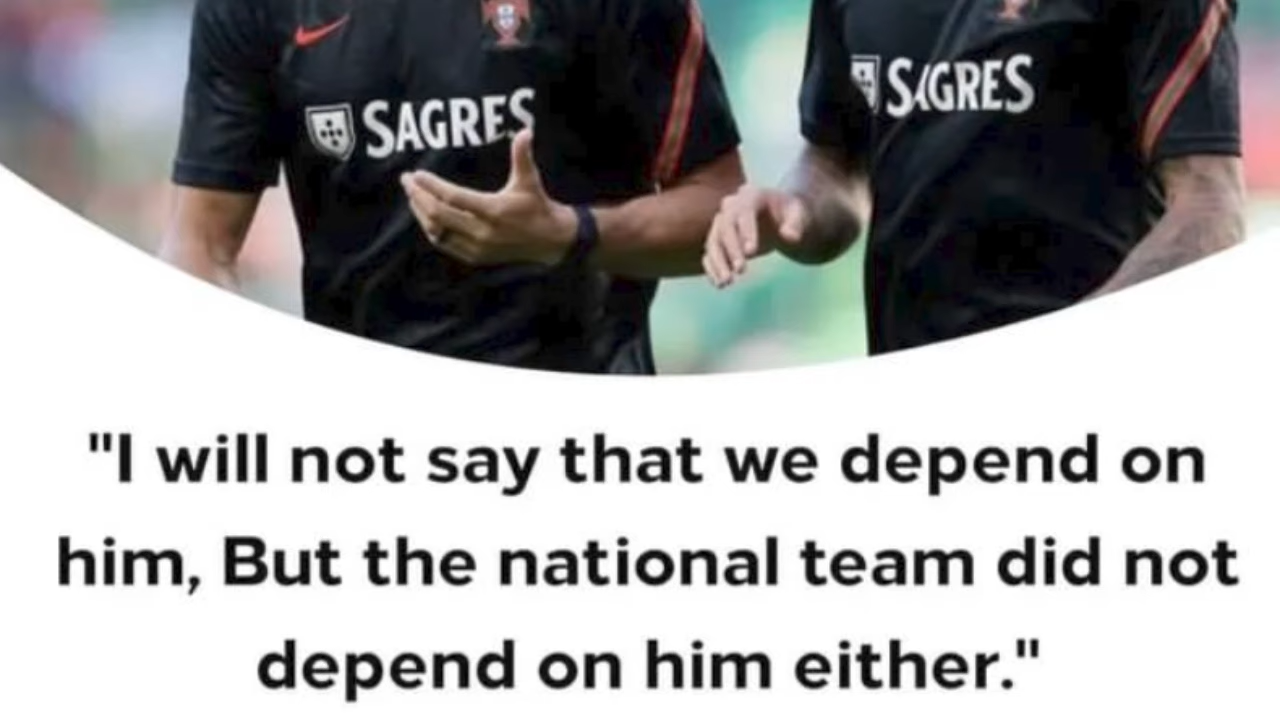 SAGRES
SAGRES
"I will not say that we depend on
him, But the national team did not
depend on him either."